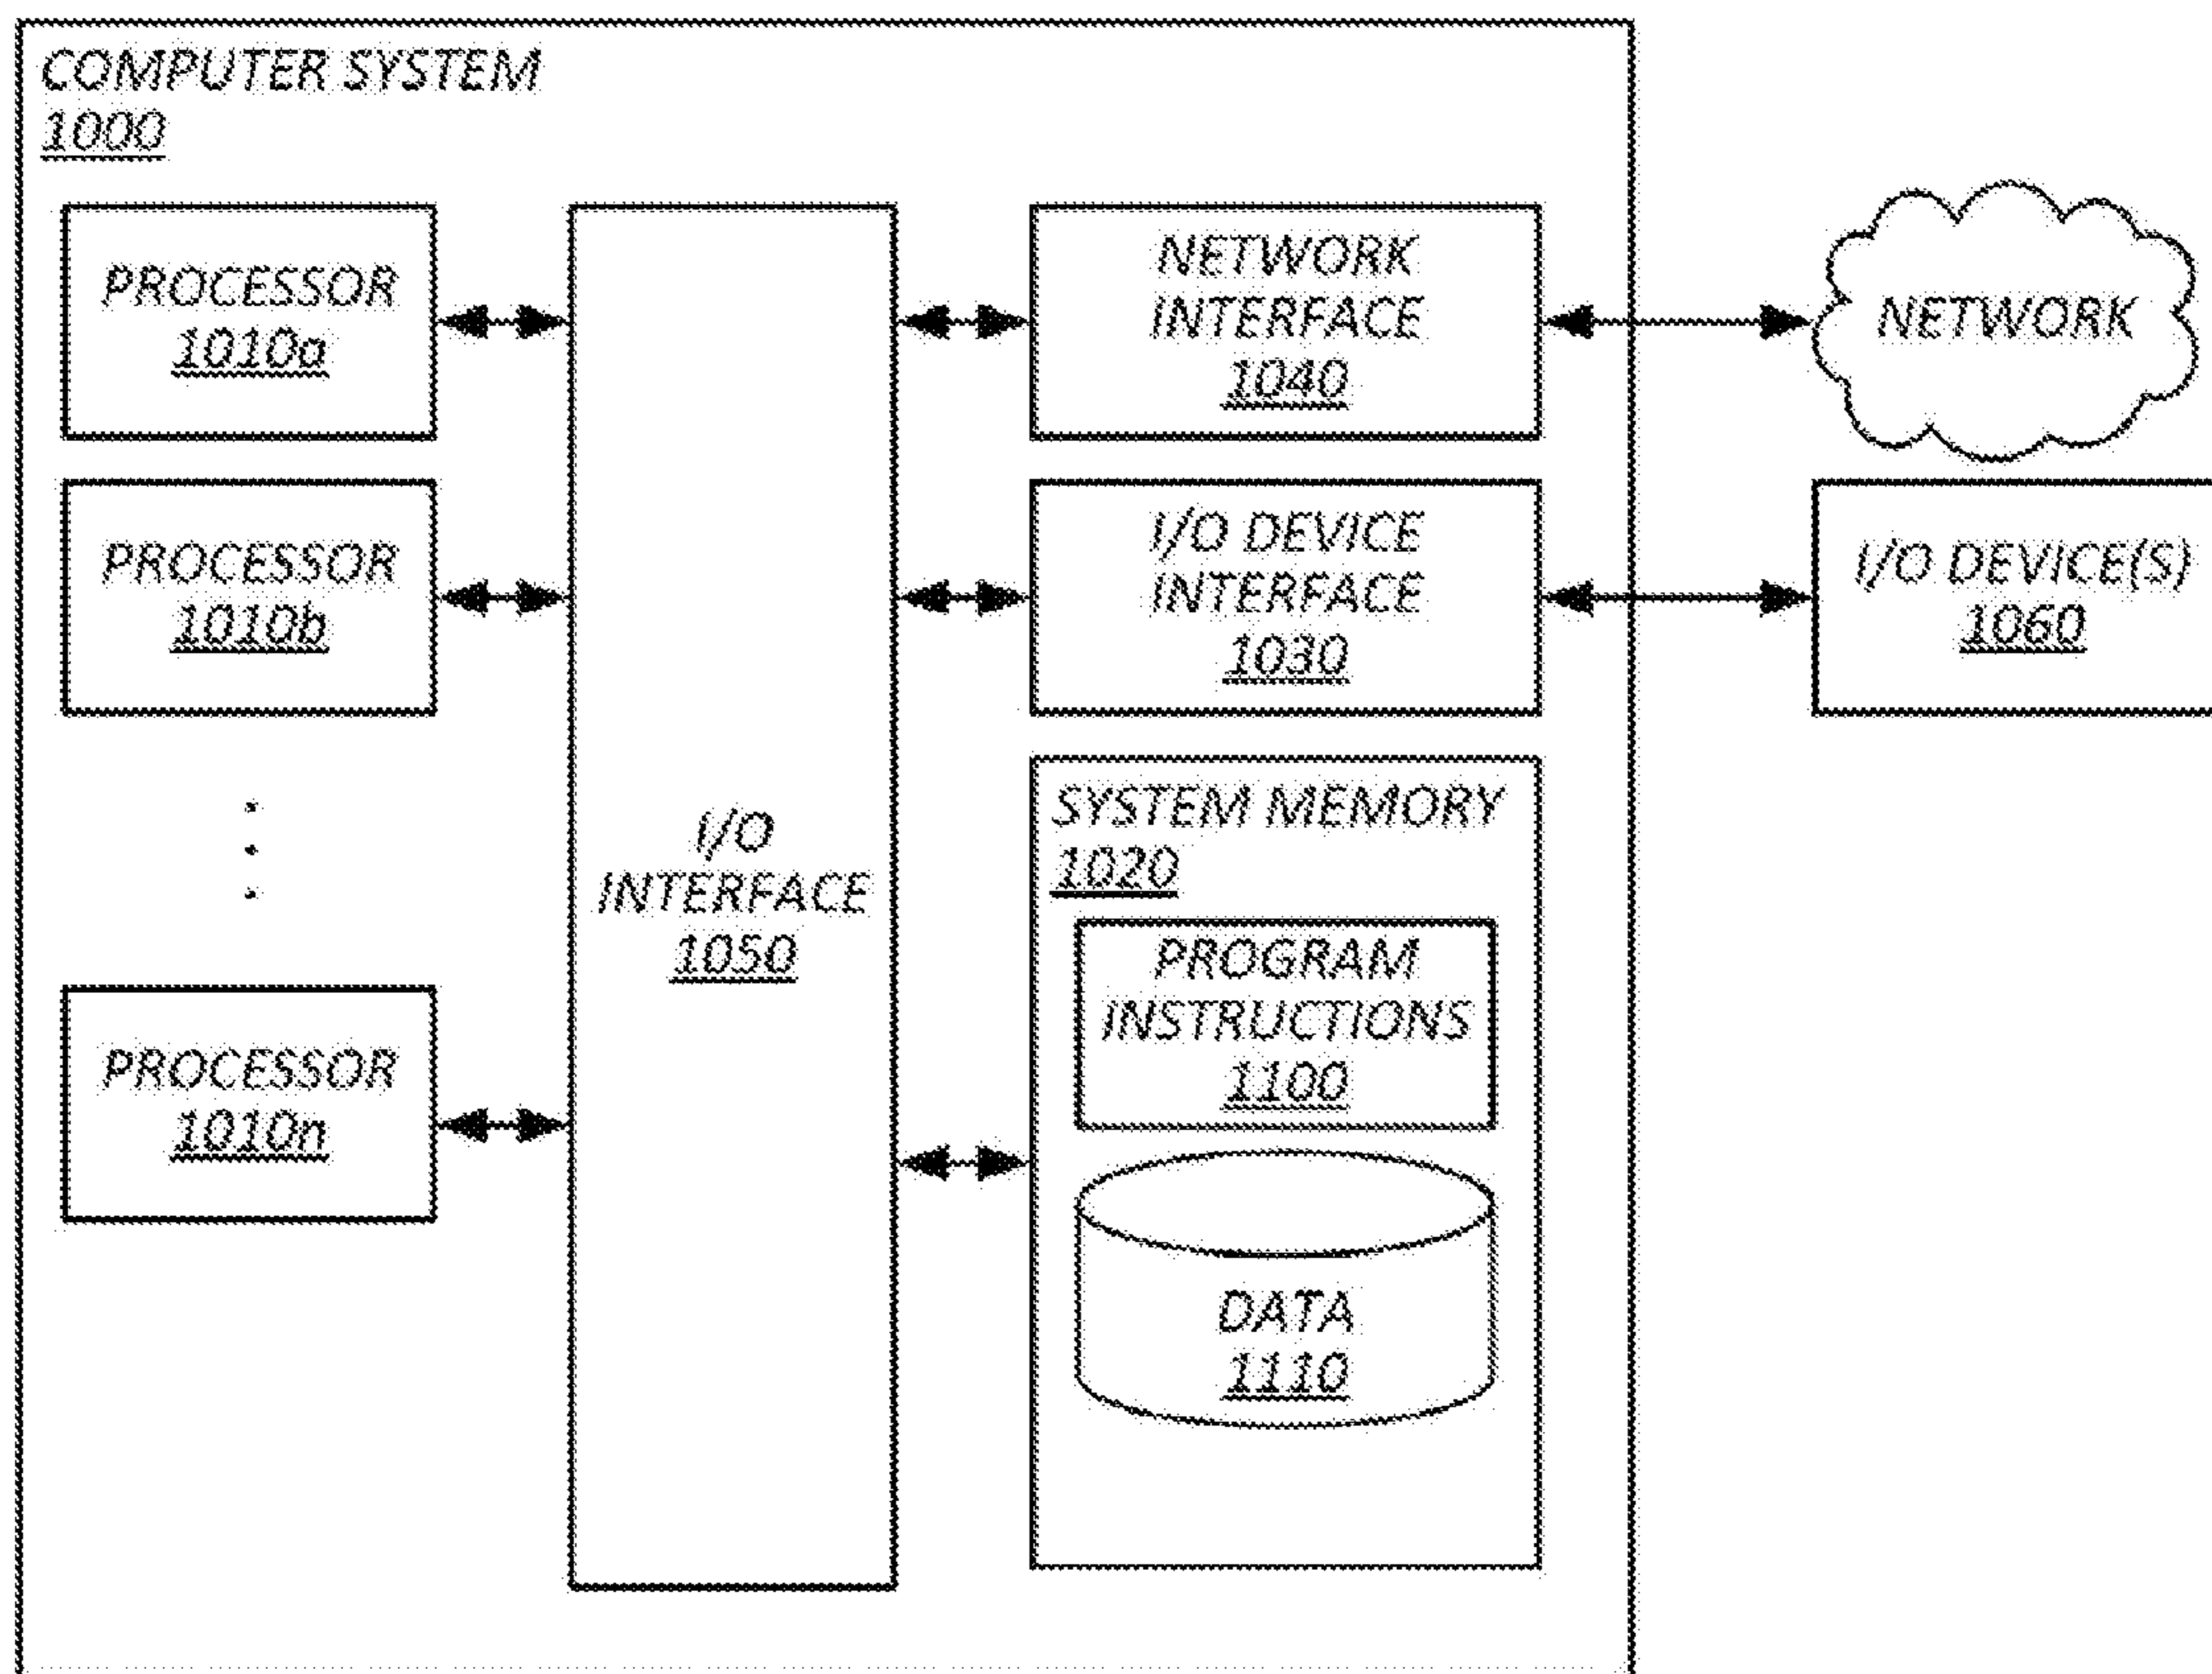 COMPUTER SYSTEM
1000
PROCESSOR
1010a
PROCESSOR
1010b
PROCESSOR
1010n
I/O
INTERFACE
1050
NETWORK
INTERFACE
1040
I/O DEVICE
INTERFACE
1030
SYSTEM MEMORY
1020
PROGRAM
INSTRUCTIONS
1100
DATA
1110
NETWORK
I/O DEVICE(S)
1060